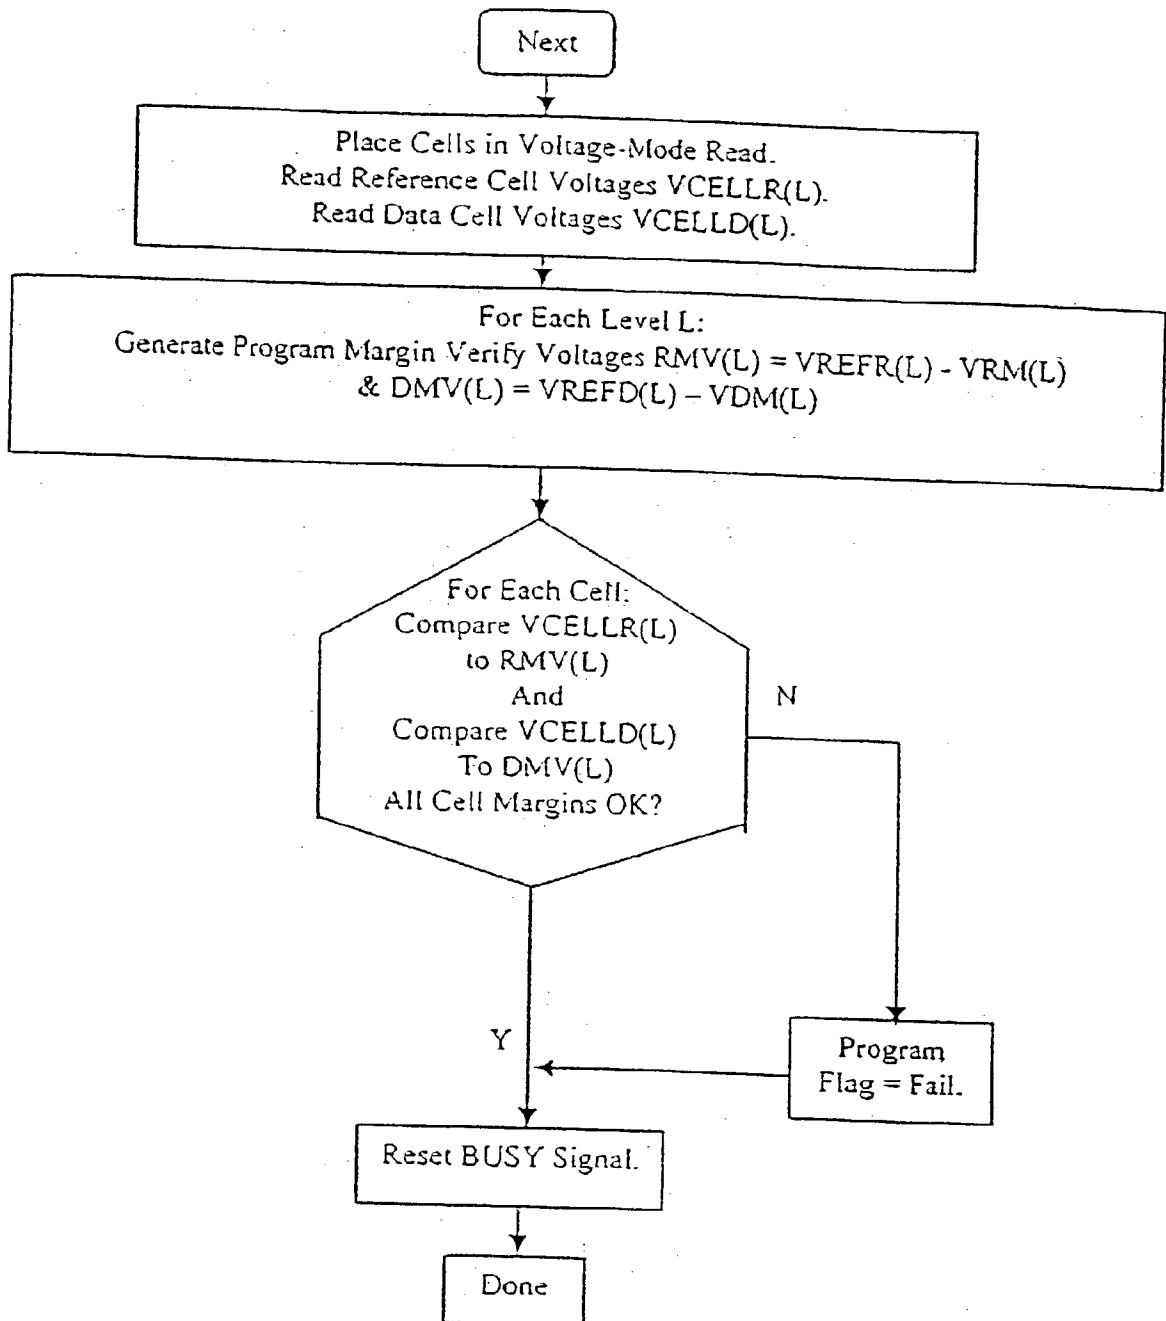 Next
Place Cells in Voltage-Mode Read.
Read Reference Cell Voltages VCELLR(L).
Read Data Cell Voltages VCELLD(L).
For Each Level L:
Generate Program Margin Verify Voltages RMV(L) = VREFR(L) - VRM(L)
& DMV(L) = VREFD(L) – VDM(L)
For Each Cell:
Compare VCELLR(L)
to RMV(L)
And
Compare VCELLD(L)
To DMV(L)
All Cell Margins OK?
N
Y
Program
Flag = Fail.
Reset BUSY Signal.
Done